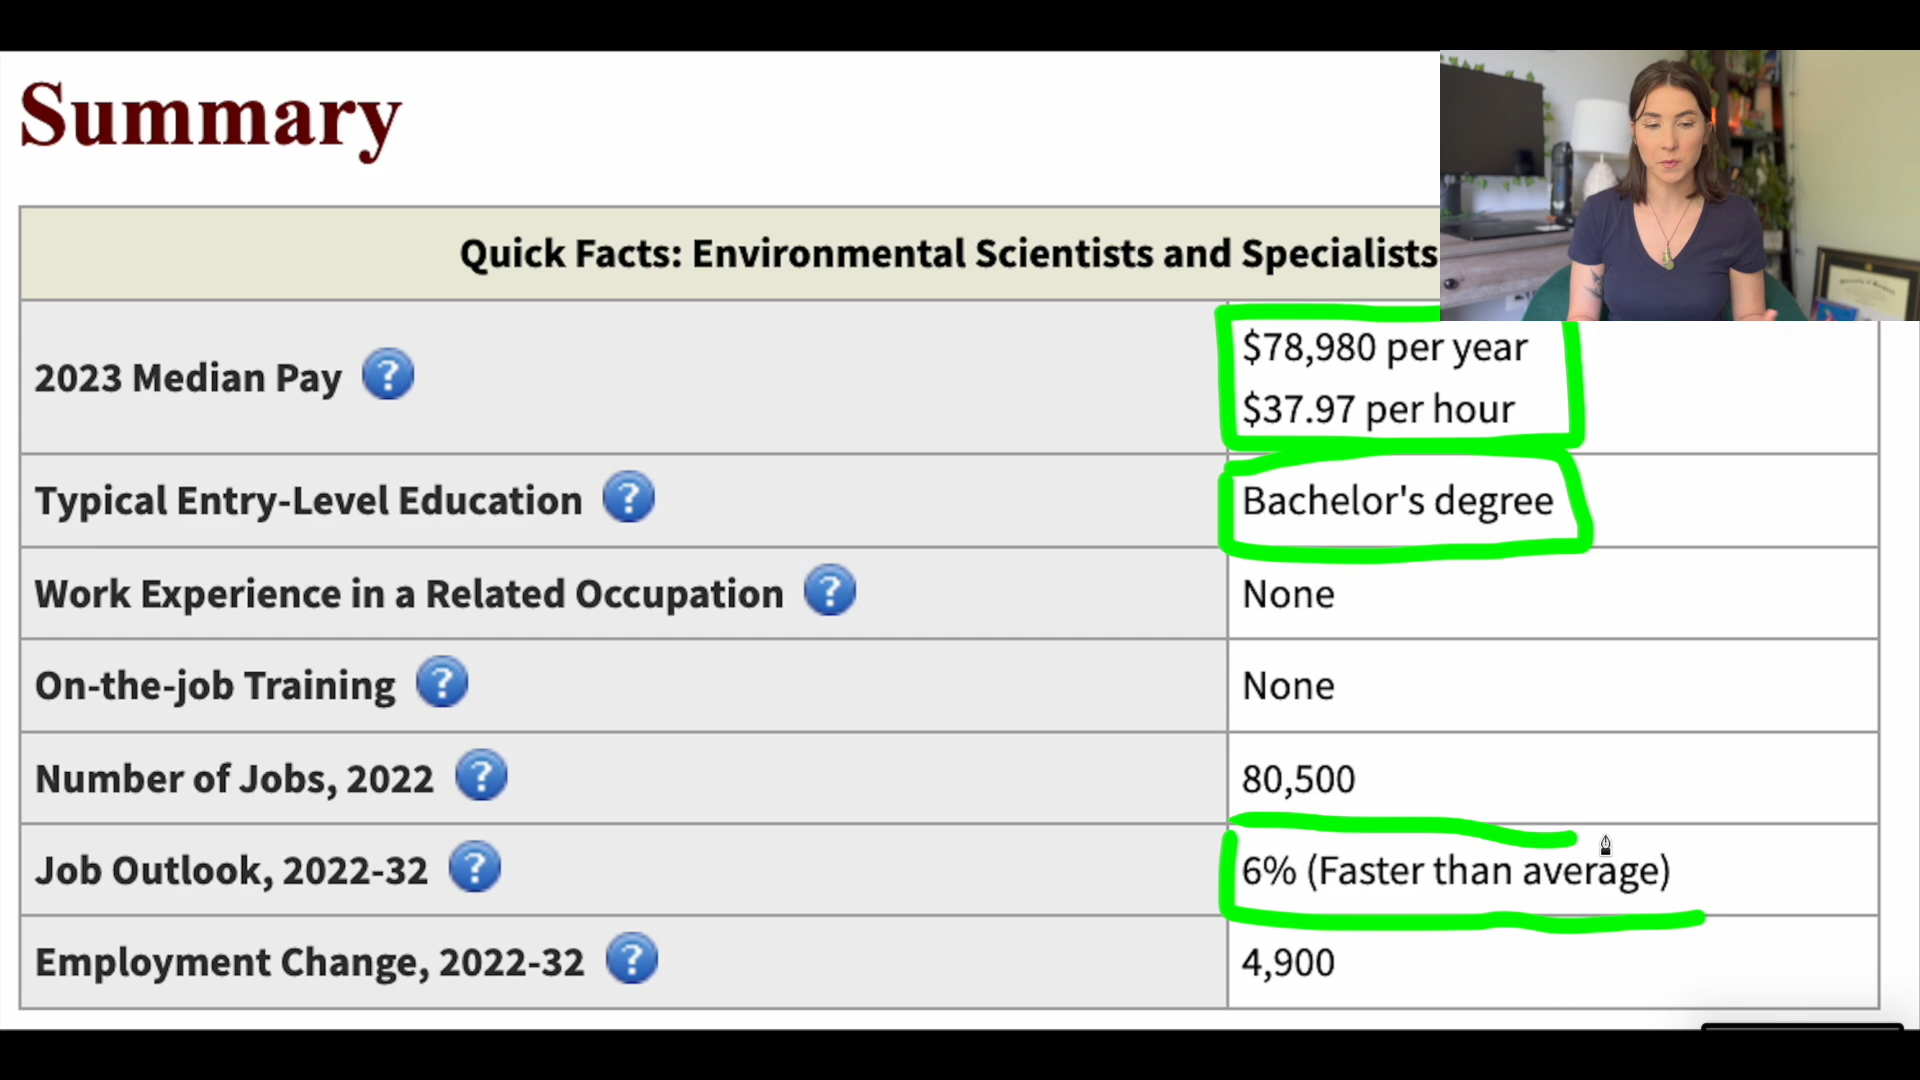 Summary
Quick Facts: Environmental Scientists and Specialists
2023 Median Pay ?
$78,980 per year
$37.97 per hour
Typical Entry-Level Education ?
Bachelor's degree
Work Experience in a Related Occupation ?
None
On-the-job Training ?
None
Number of Jobs, 2022 ?
80,500
Job Outlook, 2022-32 ?
6% (Faster than average)
Employment Change, 2022-32 ?
4,900